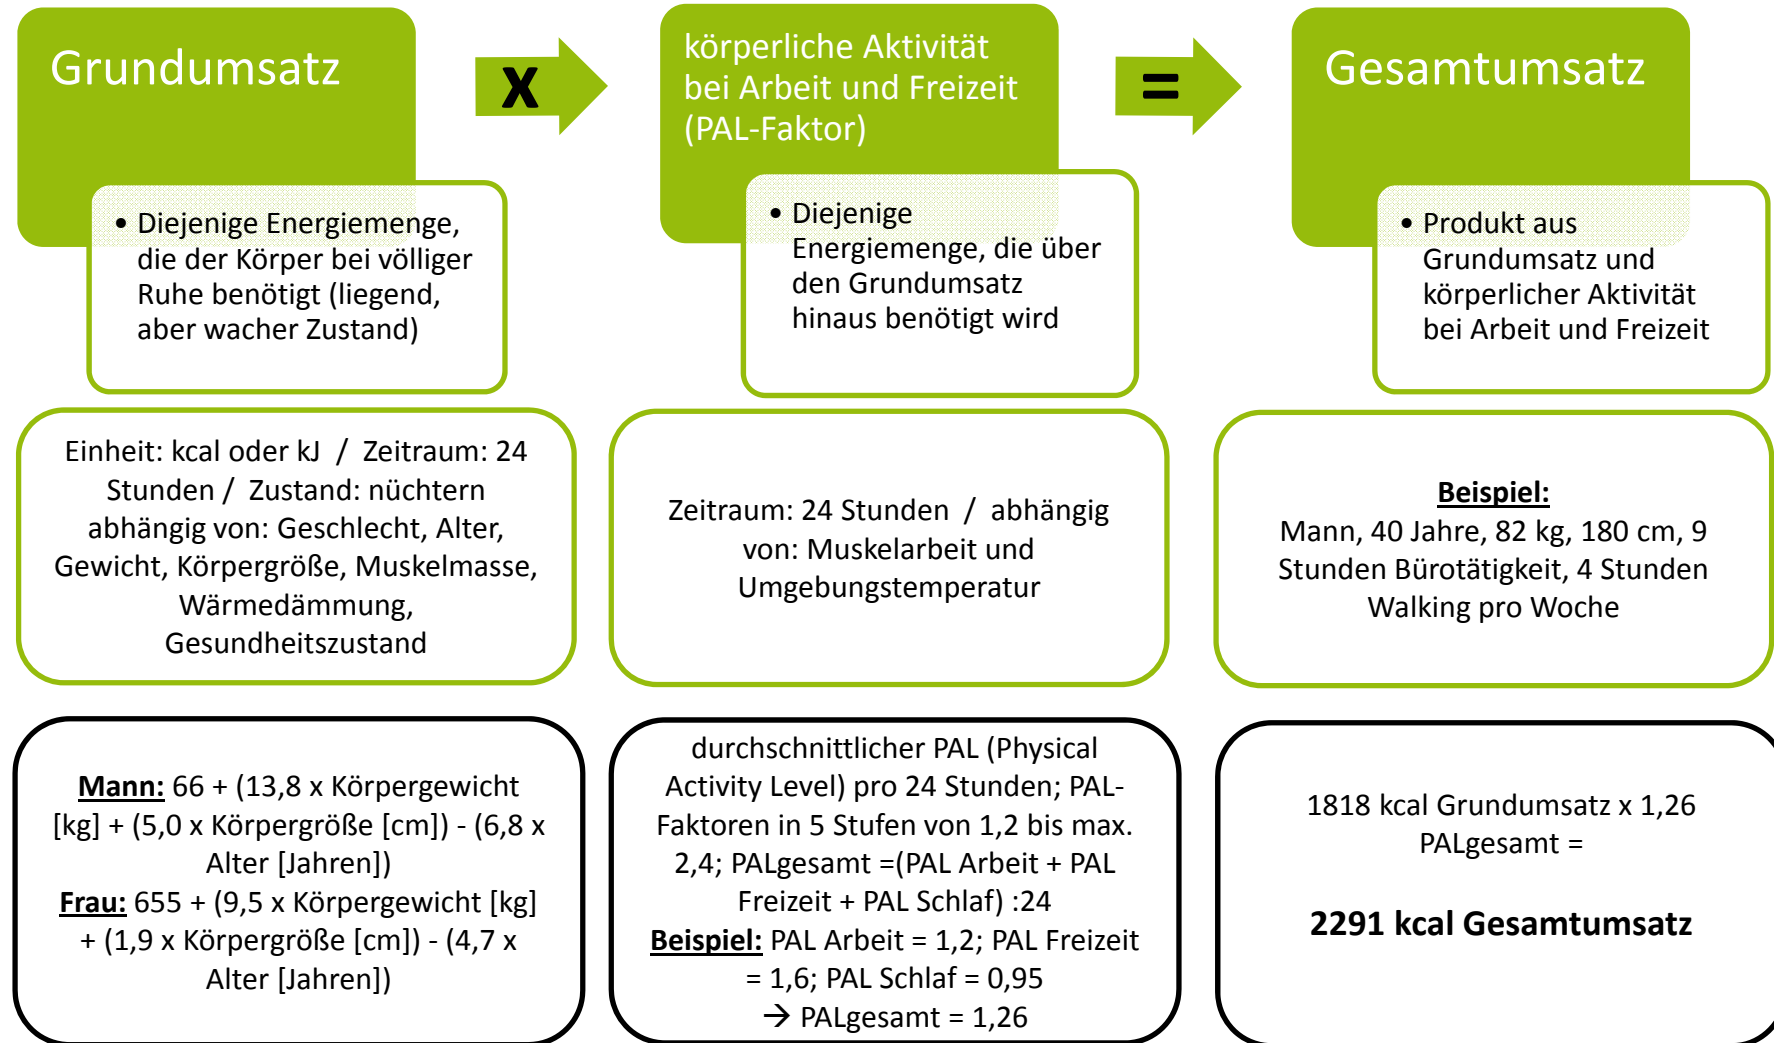 Grundumsatz
X
körperliche Aktivität
bei Arbeit und Freizeit
(PAL-Faktor)
=
Gesamtumsatz
• Diejenige Energiemenge,
die der Körper bei völliger
Ruhe benötigt (liegend,
aber wacher Zustand)
• Diejenige
Energiemenge, die über
den Grundumsatz
hinaus benötigt wird
• Produkt aus
Grundumsatz und
körperlicher Aktivität
bei Arbeit und Freizeit
Einheit: kcal oder kJ / Zeitraum: 24
Stunden / Zustand: nüchtern
abhängig von: Geschlecht, Alter,
Gewicht, Körpergröße, Muskelmasse,
Wärmedämmung,
Gesundheitszustand
Zeitraum: 24 Stunden / abhängig
von: Muskelarbeit und
Umgebungstemperatur
Beispiel:
Mann, 40 Jahre, 82 kg, 180 cm, 9
Stunden Bürotätigkeit, 4 Stunden
Walking pro Woche
Mann: 66 + (13,8 x Körpergewicht
[kg] + (5,0 x Körpergröße [cm]) - (6,8 x
Alter [Jahren])
Frau: 655 + (9,5 x Körpergewicht [kg]
+ (1,9 x Körpergröße [cm]) - (4,7 x
Alter [Jahren])
durchschnittlicher PAL (Physical
Activity Level) pro 24 Stunden; PAL-
Faktoren in 5 Stufen von 1,2 bis max.
2,4; PALgesamt =(PAL Arbeit + PAL
Freizeit + PAL Schlaf) :24
Beispiel: PAL Arbeit = 1,2; PAL Freizeit
= 1,6; PAL Schlaf = 0,95
→ PALgesamt = 1,26
1818 kcal Grundumsatz x 1,26
PALgesamt =
2291 kcal Gesamtumsatz